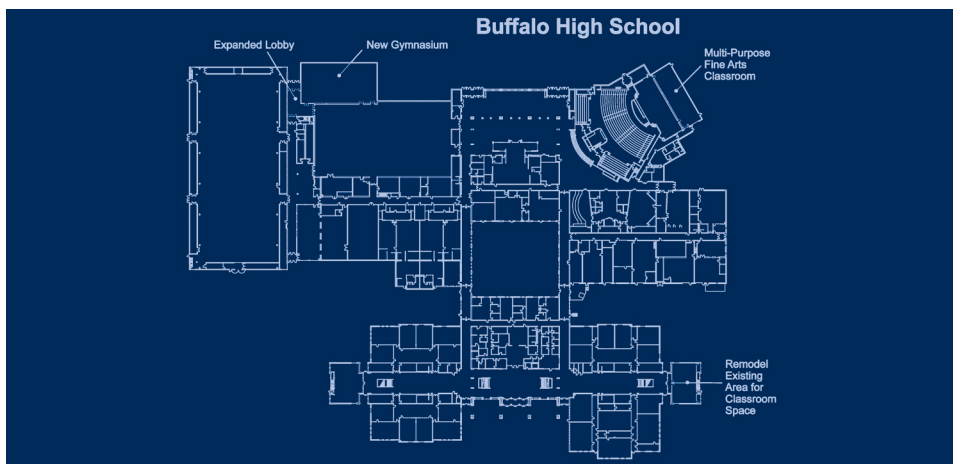 Buffalo High School
Expanded Lobby
New Gymnasium
Multi-Purpose
Fine Arts
Classroom
Remodel
Existing
Area for
Classroom
Space